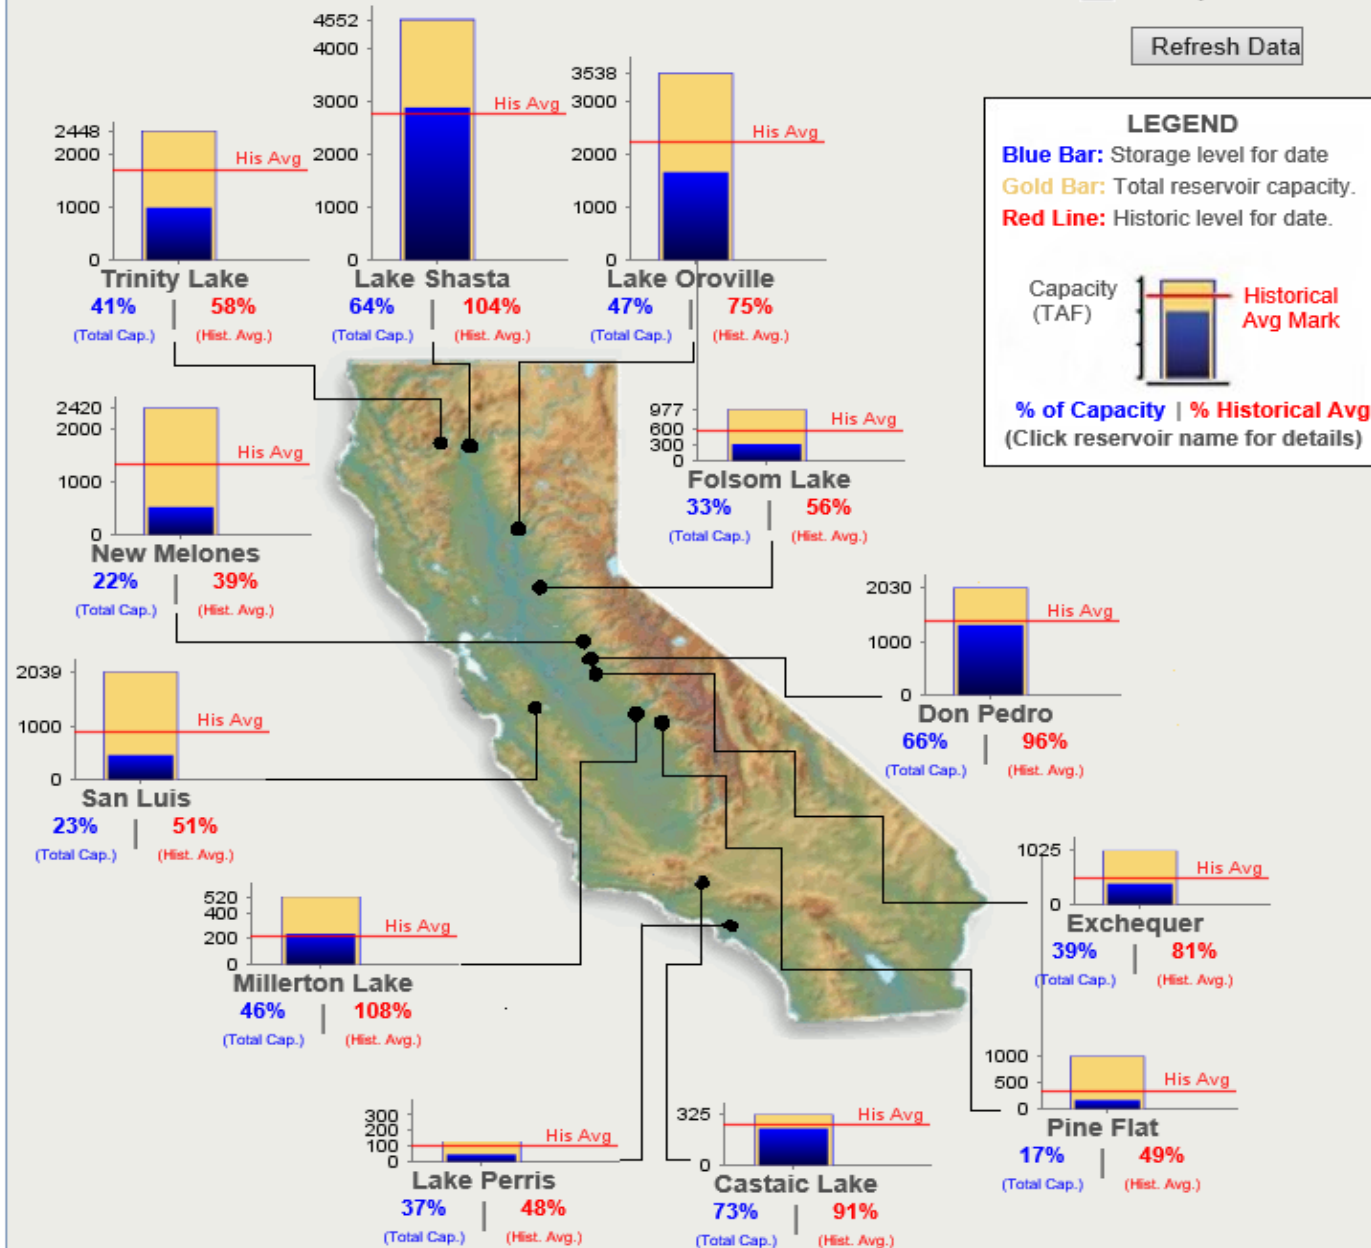 Refresh Data
LEGEND
Blue Bar: Storage level for date
Gold Bar: Total reservoir capacity.
Red Line: Historic level for date.
Capacity
(TAF)
Historical
Avg Mark
% of Capacity | % Historical Avg
(Click reservoir name for details)
2448
2000
1000
0
His Avg
Trinity Lake
41% | 58%
(Total Cap.) (Hist. Avg.)
4552
4000
3000
2000
1000
0
His Avg
Lake Shasta
64% | 104%
(Total Cap.) (Hist. Avg.)
3538
3000
2000
1000
0
His Avg
Lake Oroville
47% | 75%
(Total Cap.) (Hist. Avg.)
2420
2000
1000
0
His Avg
New Melones
22% | 39%
(Total Cap.) (Hist. Avg.)
977
600
300
0
His Avg
Folsom Lake
33% | 56%
(Total Cap.) (Hist. Avg.)
2030
1000
0
His Avg
Don Pedro
66% | 96%
(Total Cap.) (Hist. Avg.)
2039
1000
0
His Avg
San Luis
23% | 51%
(Total Cap.) (Hist. Avg.)
1025
0
His Avg
Exchequer
39% | 81%
(Total Cap.) (Hist. Avg.)
520
400
200
0
His Avg
Millerton Lake
46% | 108%
(Total Cap.) (Hist. Avg.)
1000
500
0
His Avg
Pine Flat
17% | 49%
(Total Cap.) (Hist. Avg.)
300
200
100
0
His Avg
Lake Perris
37% | 48%
(Total Cap.) (Hist. Avg.)
325
0
His Avg
Castaic Lake
73% | 91%
(Total Cap.) (Hist. Avg.)